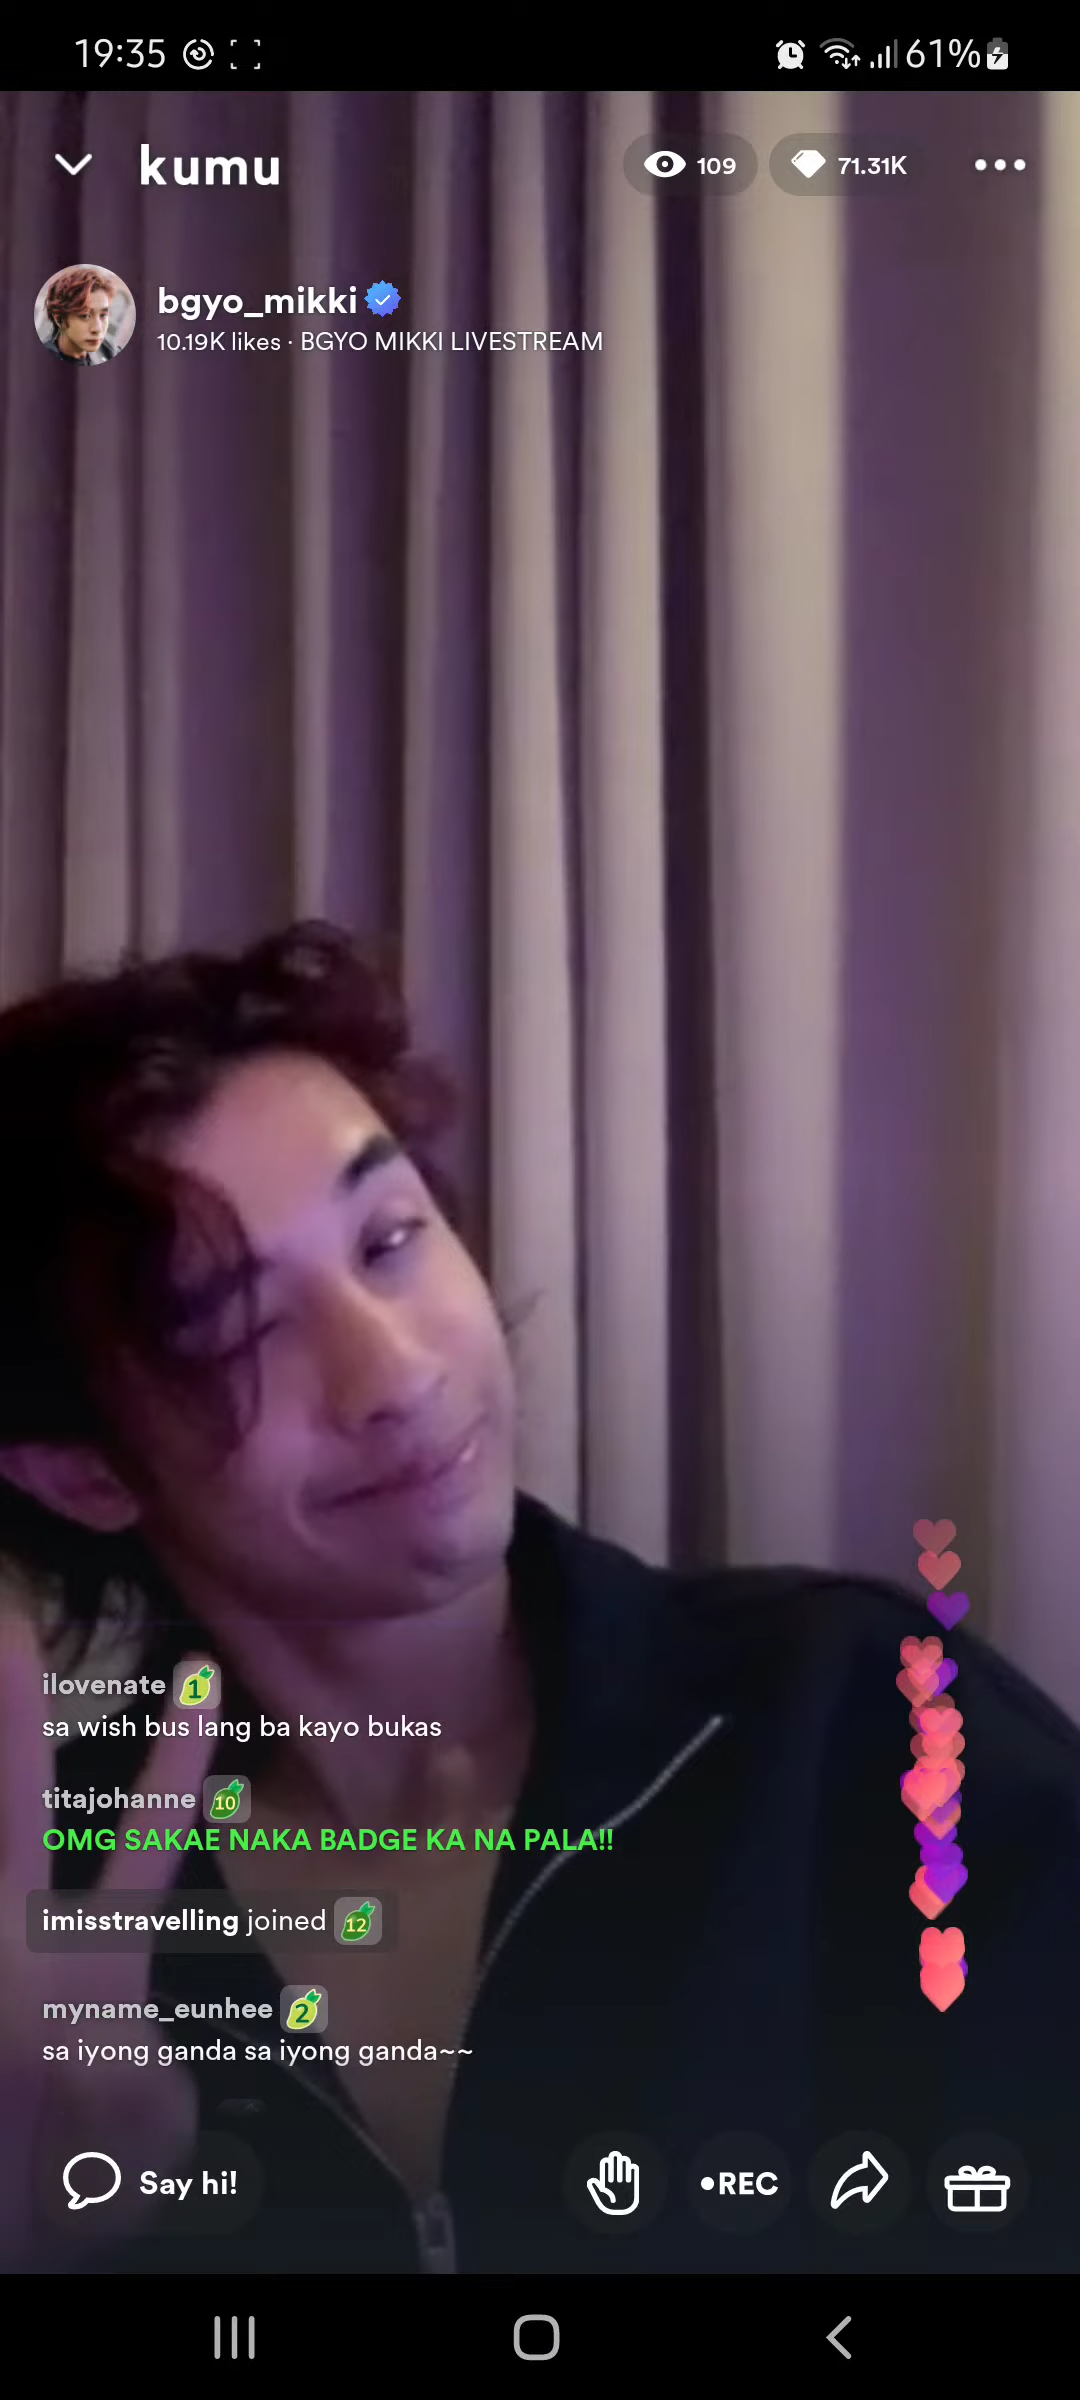 19:35
61%
kumu
109
71.31K
bgyo_mikki
10.19K likes · BGYO MIKKI LIVESTREAM
ilovenate 1
sa wish bus lang ba kayo bukas
titajohanne 10
OMG SAKAE NAKA BADGE KA NA PALA!!
imisstravelling joined 12
myname_eunhee 2
sa iyong ganda sa iyong ganda~~
Say hi!
•REC